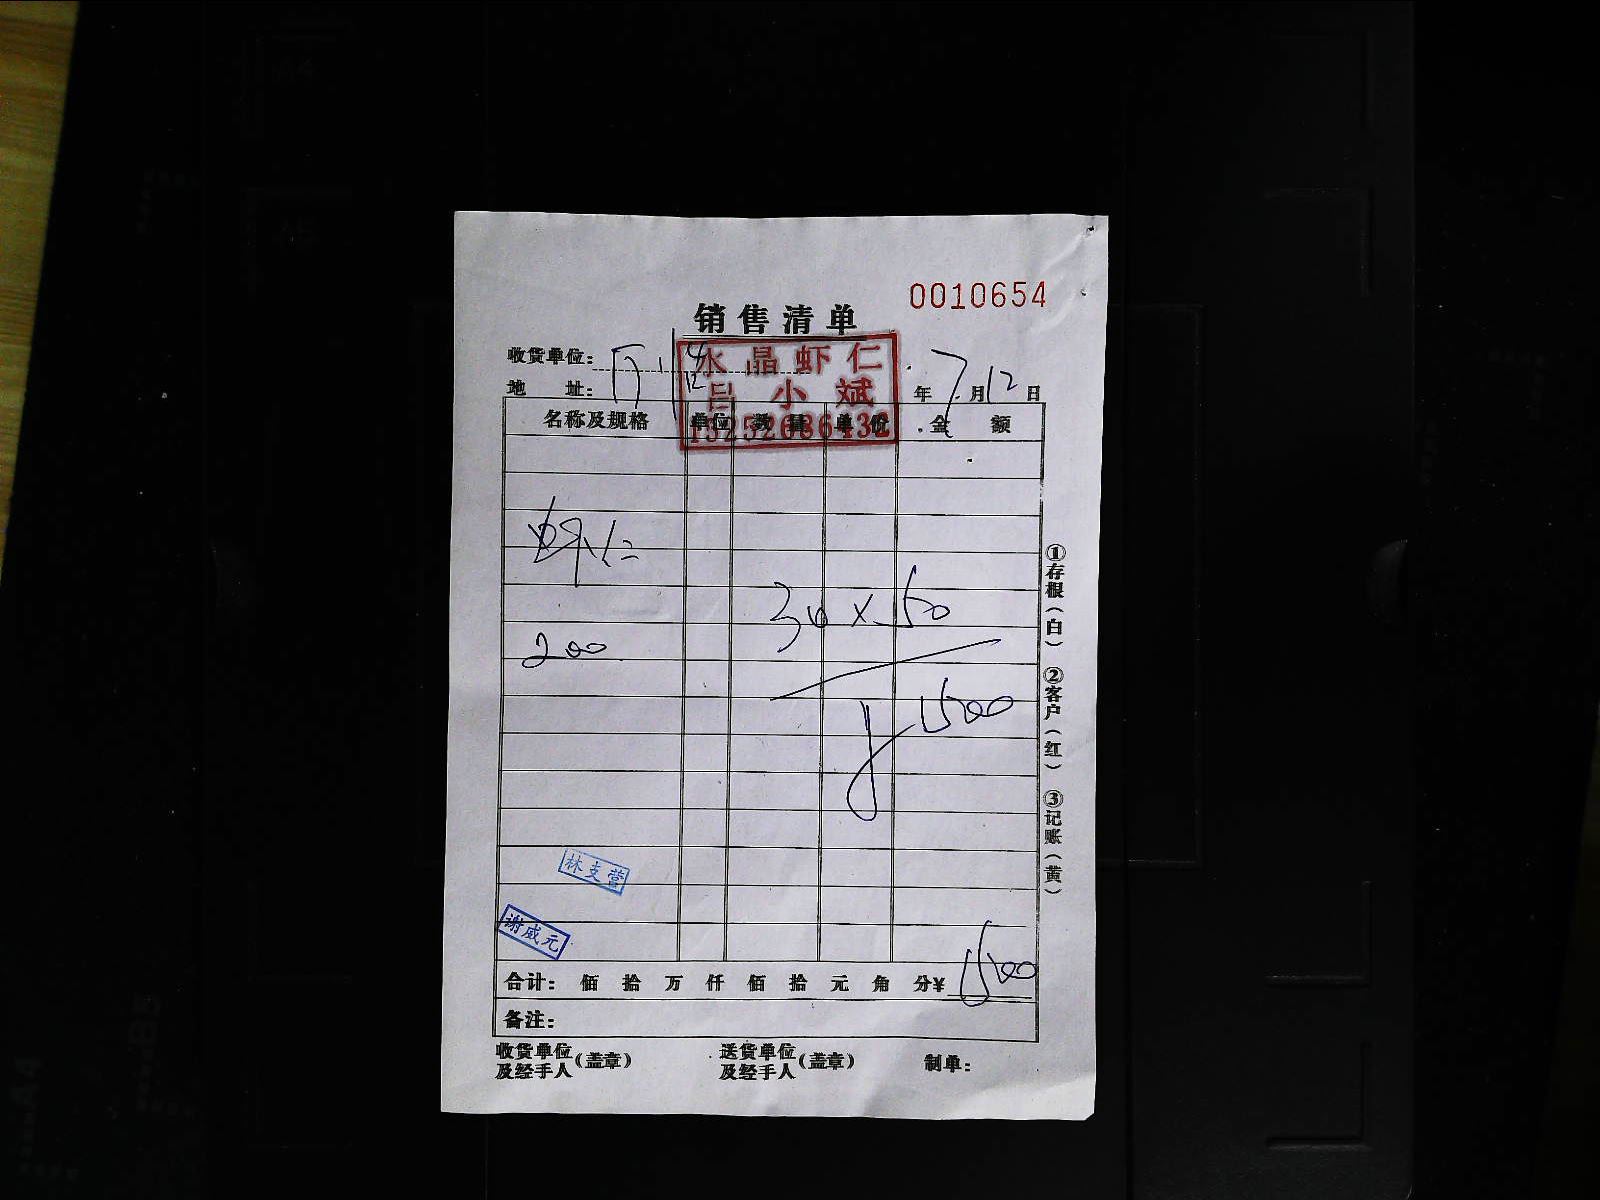 0010654
销售清单
收货单位:
水晶虾仁
地 址:
吕小斌
年 7 月 12 日
名称及规格 单位 数量 单价 金额
13252686432
虾仁
30 x 50
200
1500
林支营
谢威元
合计: 佰 拾 万 仟 佰 拾 元 角 分¥ 1500
备注:
收货单位及经手人(盖章) 送货单位及经手人(盖章) 制单:
①存根(白) ②客户(红) ③记账(黄)